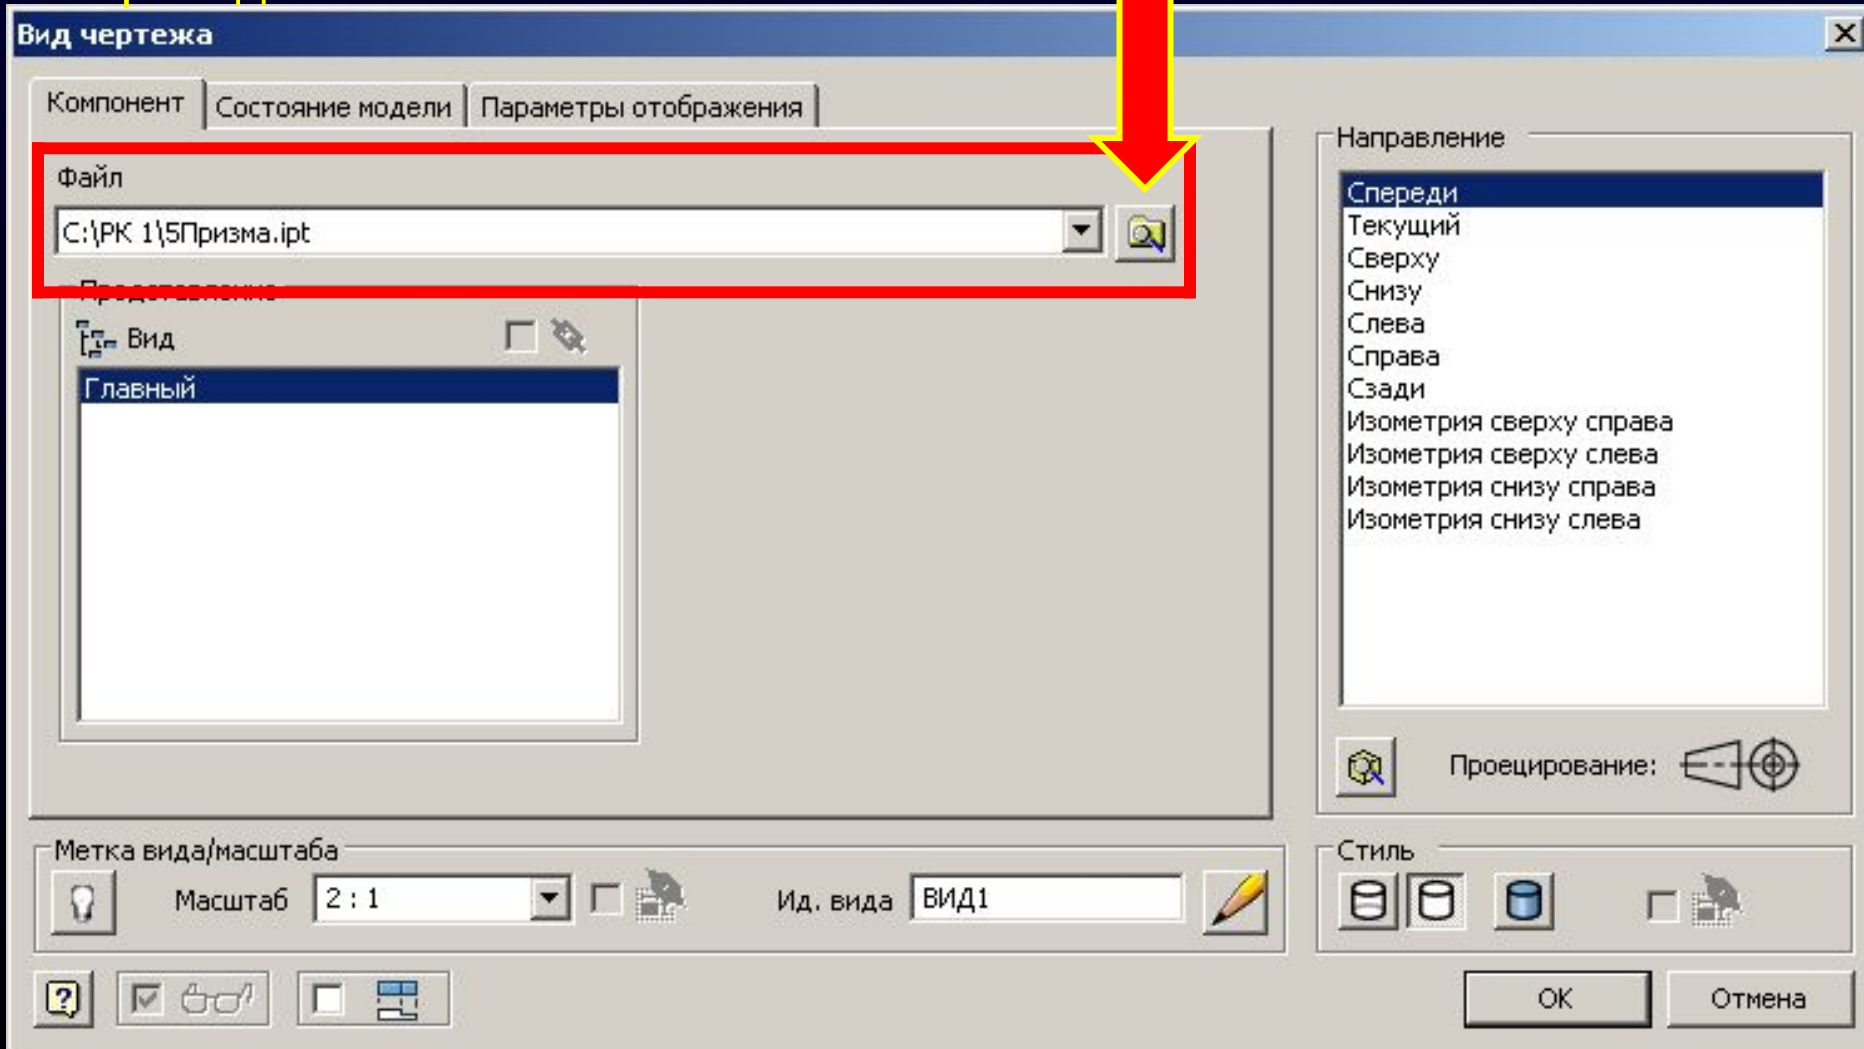 Вид чертежа
Компонент
Состояние модели
Параметры отображения
Файл
C:\РК 1\5Призма.ipt
Представление
Вид
Главный
Направление
Спереди
Текущий
Сверху
Снизу
Слева
Справа
Сзади
Изометрия сверху справа
Изометрия сверху слева
Изометрия снизу справа
Изометрия снизу слева
Проецирование:
Метка вида/масштаба
Масштаб
2 : 1
Ид. вида
ВИД1
Стиль
ОК
Отмена